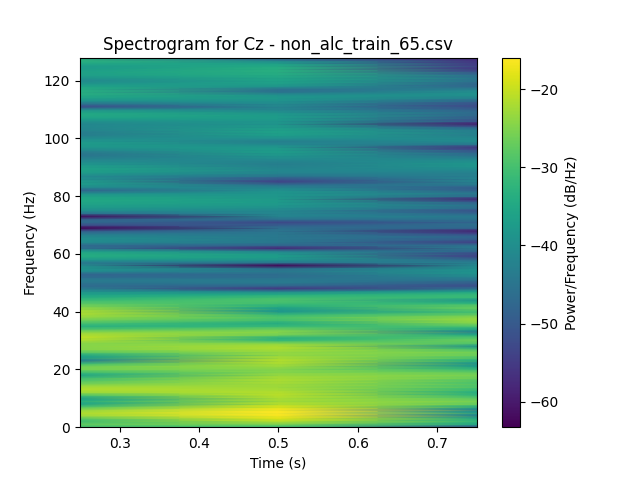 Spectrogram for Cz - non_alc_train_65.csv
120
100
80
60
40
20
0
Frequency (Hz)
0.3 0.4 0.5 0.6 0.7
Time (s)
−20
−30
−40
−50
−60
Power/Frequency (dB/Hz)